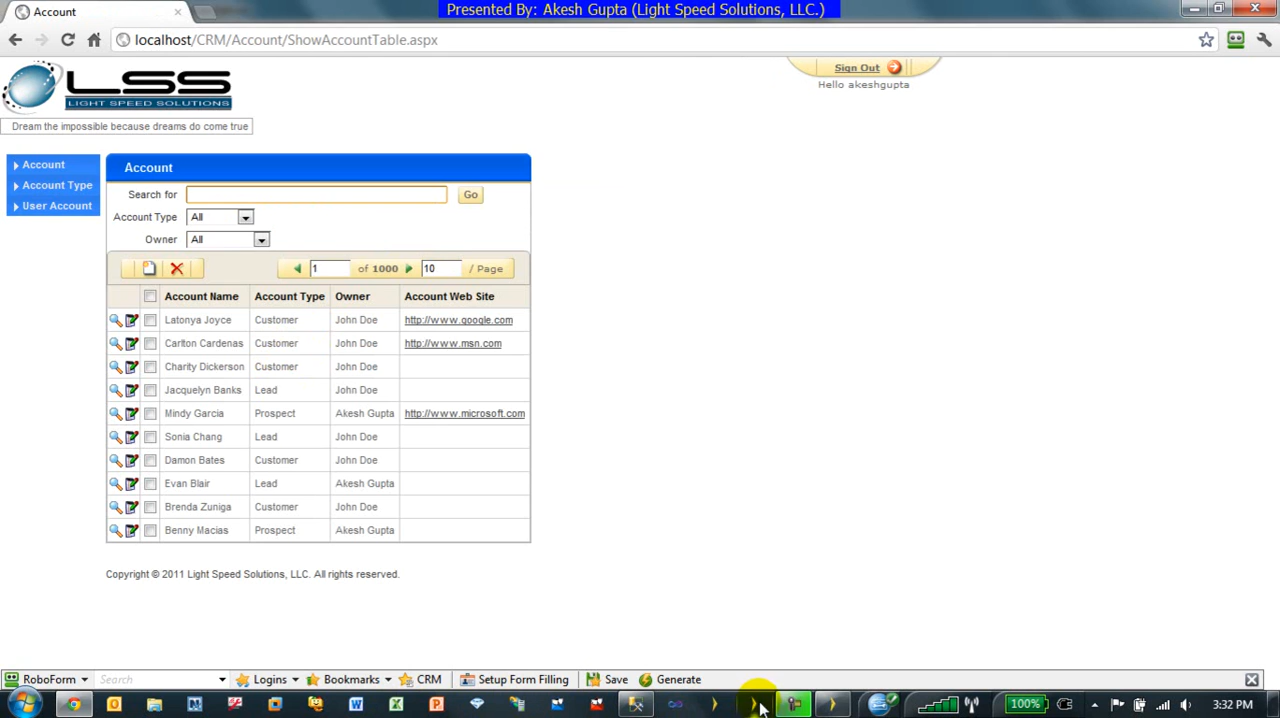 Account
Presented By: Akesh Gupta (Light Speed Solutions, LLC.)
localhost/CRM/Account/ShowAccountTable.aspx
LSS
LIGHT SPEED SOLUTIONS
Sign Out
Hello akeshgupta
Dream the impossible because dreams do come true
Account
Account Type
User Account
Account
Search for Go
Account Type All
Owner All
1 of 1000 10 / Page
Account Name Account Type Owner Account Web Site
Latonya Joyce Customer John Doe http://www.google.com
Carlton Cardenas Customer John Doe http://www.msn.com
Charity Dickerson Customer John Doe
Jacquelyn Banks Lead John Doe
Mindy Garcia Prospect Akesh Gupta http://www.microsoft.com
Sonia Chang Lead John Doe
Damon Bates Customer John Doe
Evan Blair Lead Akesh Gupta
Brenda Zuniga Customer John Doe
Benny Macias Prospect Akesh Gupta
Copyright © 2011 Light Speed Solutions, LLC. All rights reserved.
RoboForm Search Logins Bookmarks CRM Setup Form Filling Save Generate
100% 3:32 PM